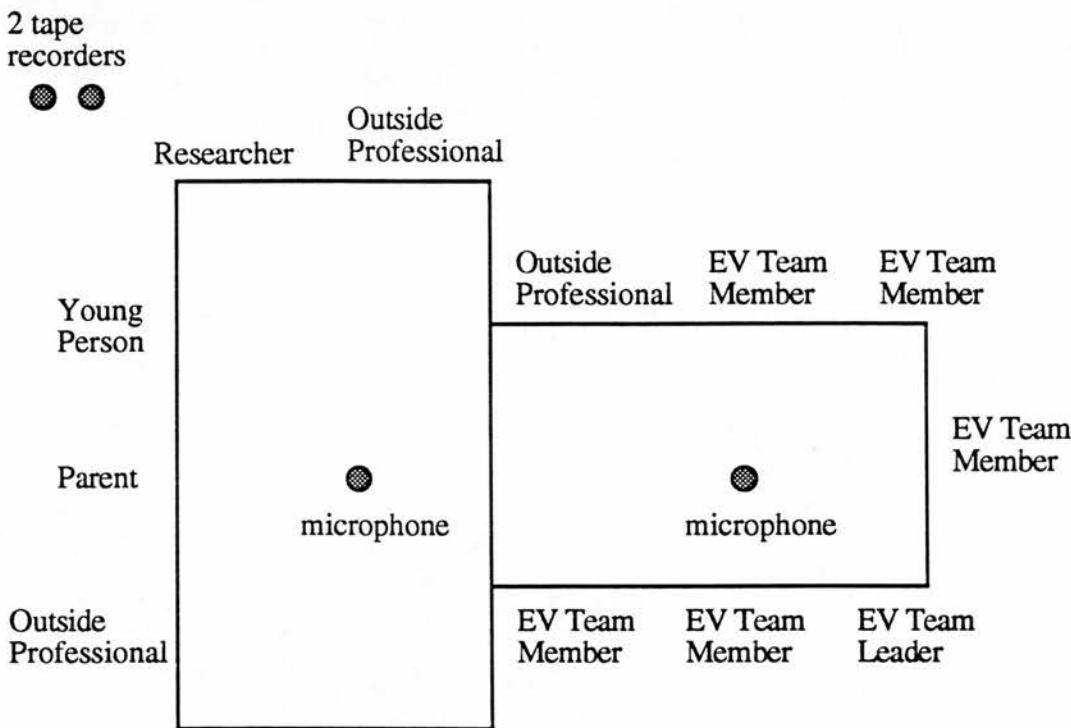 2 tape
recorders
Outside
Researcher Professional
Outside EV Team EV Team
Professional Member Member
Young
Person
EV Team
Member
Parent
microphone microphone
Outside EV Team EV Team EV Team
Professional Member Member Leader